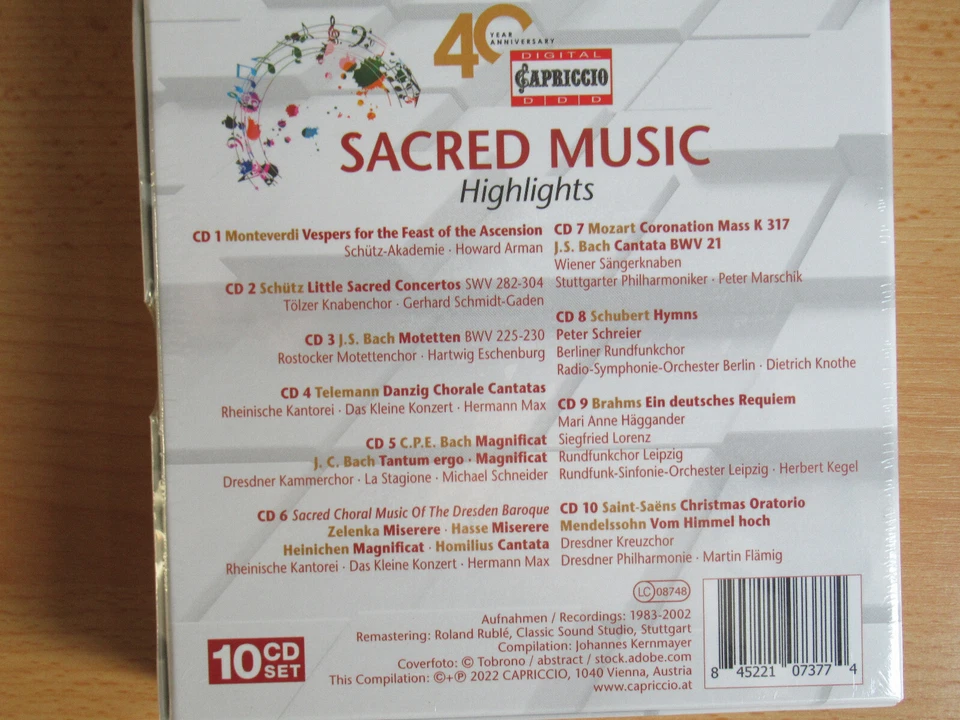 40 YEAR
ANNIVERSARY
DIGITAL
CAPRICCIO
D D D
SACRED MUSIC
Highlights
CD 1 Monteverdi Vespers for the Feast of the Ascension
Schütz-Akademie · Howard Arman
CD 2 Schütz Little Sacred Concertos SWV 282-304
Tölzer Knabenchor · Gerhard Schmidt-Gaden
CD 3 J.S. Bach Motetten BWV 225-230
Rostocker Motettenchor · Hartwig Eschenburg
CD 4 Telemann Danzig Chorale Cantatas
Rheinische Kantorei · Das Kleine Konzert · Hermann Max
CD 5 C.P.E. Bach Magnificat
J. C. Bach Tantum ergo · Magnificat
Dresdner Kammerchor · La Stagione · Michael Schneider
CD 6 Sacred Choral Music Of The Dresden Baroque
Zelenka Miserere · Hasse Miserere
Heinichen Magnificat · Homilius Cantata
Rheinische Kantorei · Das Kleine Konzert · Hermann Max
CD 7 Mozart Coronation Mass K 317
J.S. Bach Cantata BWV 21
Wiener Sängerknaben
Stuttgarter Philharmoniker · Peter Marschik
CD 8 Schubert Hymns
Peter Schreier
Berliner Rundfunkchor
Radio-Symphonie-Orchester Berlin · Dietrich Knothe
CD 9 Brahms Ein deutsches Requiem
Mari Anne Häggander
Siegfried Lorenz
Rundfunkchor Leipzig
Rundfunk-Sinfonie-Orchester Leipzig · Herbert Kegel
CD 10 Saint-Saëns Christmas Oratorio
Mendelssohn Vom Himmel hoch
Dresdner Kreuzchor
Dresdner Philharmonie · Martin Flämig
LC 08748
10 CD
SET
Aufnahmen / Recordings: 1983-2002
Remastering: Roland Rublé, Classic Sound Studio, Stuttgart
Compilation: Johannes Kernmayer
Coverfoto: © Tobrono / abstract / stock.adobe.com
This Compilation: ©+℗ 2022 CAPRICCIO, 1040 Vienna, Austria
www.capriccio.at
8 45221 07377 4